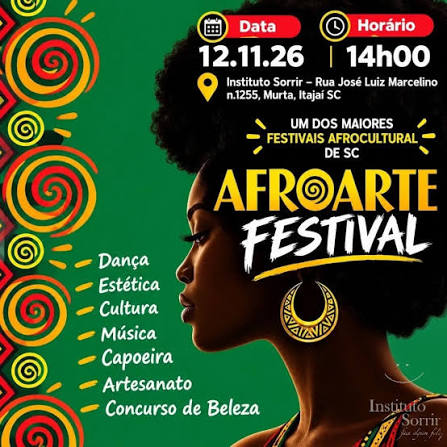 Data
Horário
12.11.26 | 14h00
Instituto Sorrir – Rua José Luiz Marcelino
n.1255, Murta, Itajaí SC
UM DOS MAIORES
FESTIVAIS AFROCULTURAL
DE SC
AFROARTE
FESTIVAL
Dança
Estética
Cultura
Música
Capoeira
Artesanato
Concurso de Beleza
Instituto
Sorrir